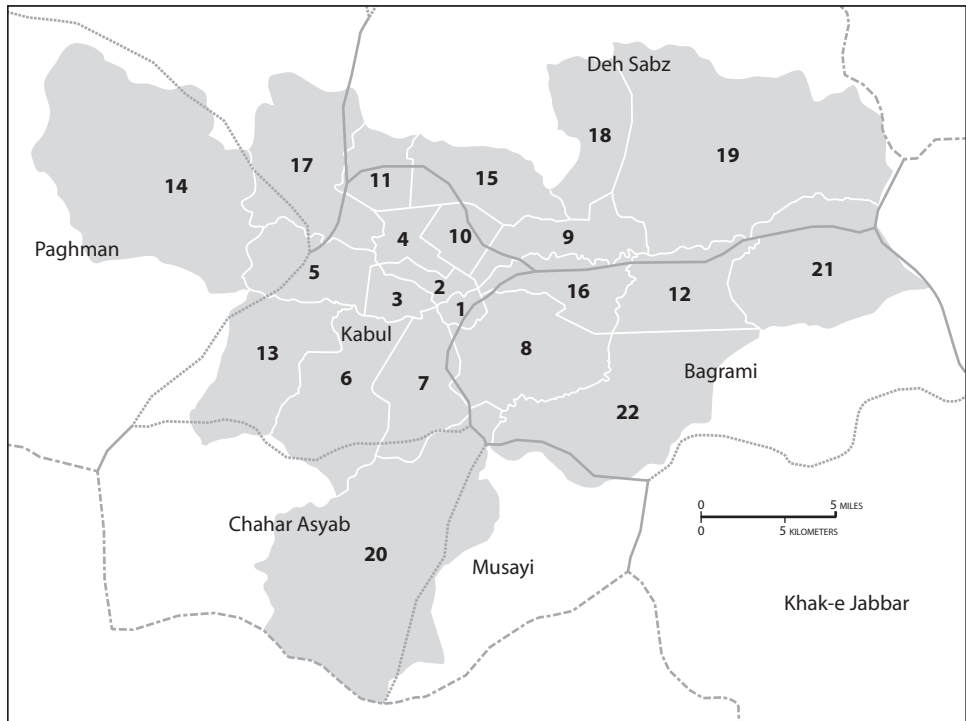 Deh Sabz
18
19
17
11
15
14
4
10
9
Paghman
5
2
21
3
1
16
12
Kabul
13
6
7
8
Bagrami
22
0 5 MILES
0 5 KILOMETERS
Chahar Asyab
20
Musayi
Khak-e Jabbar